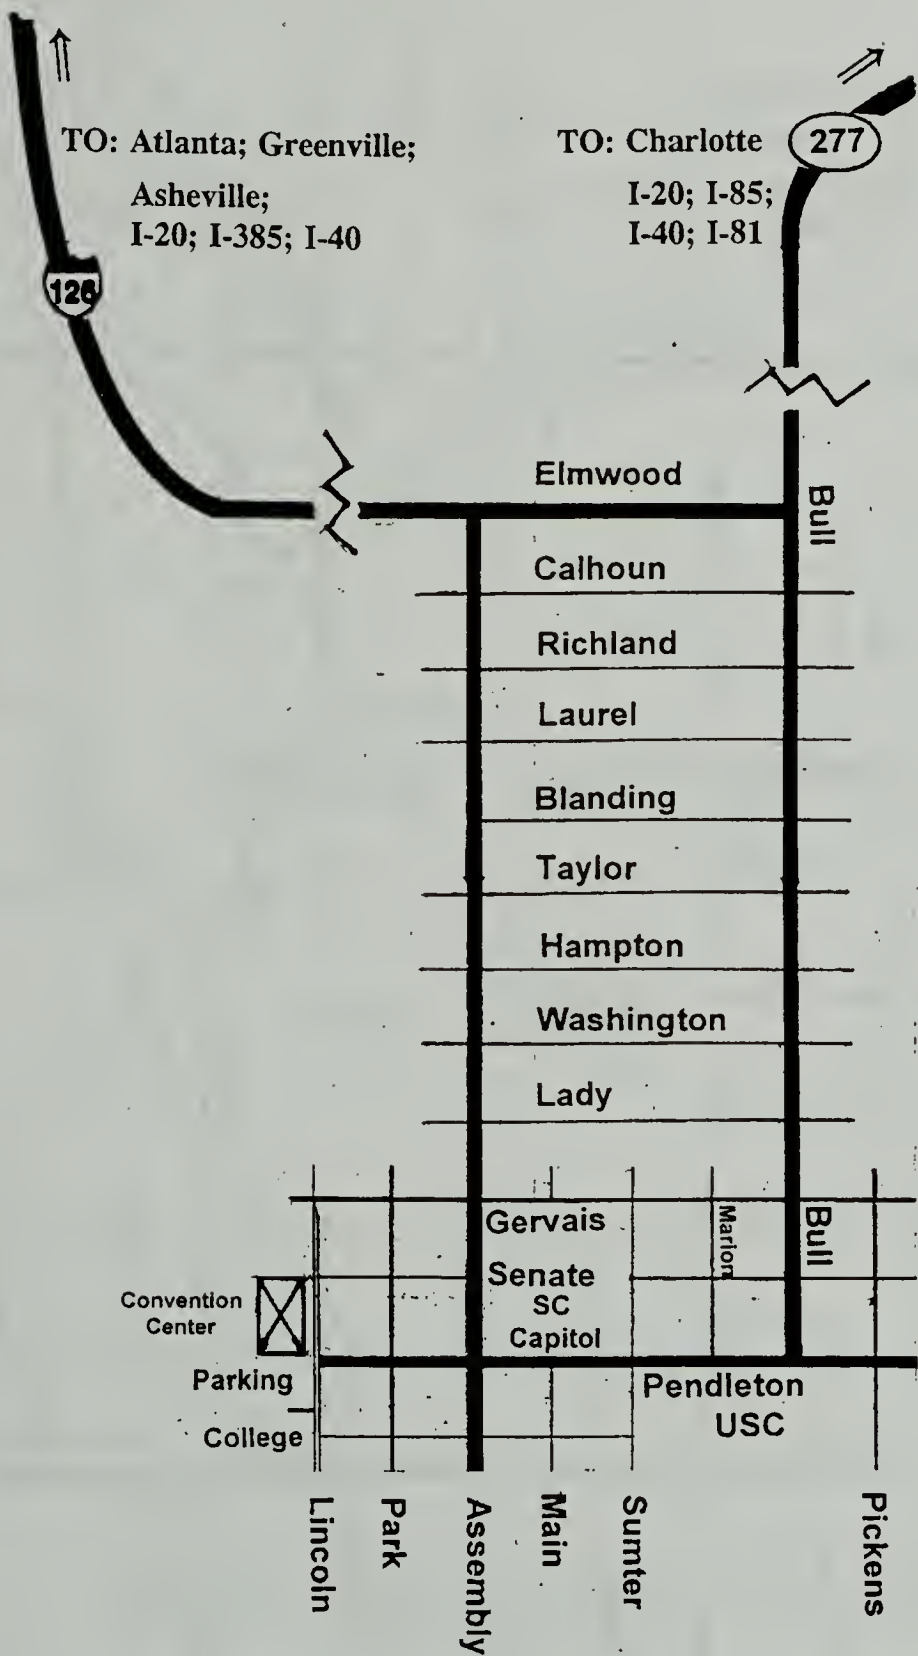 TO: Atlanta; Greenville;
Asheville;
I-20; I-385; I-40
TO: Charlotte
I-20; I-85;
I-40; I-81
277
126
Elmwood
Bull
Calhoun
Richland
Laurel
Blanding
Taylor
Hampton
Washington
Lady
Gervais
Marion
Bull
Senate
SC
Capitol
Convention
Center
Parking
Pendleton
USC
College
Lincoln
Park
Assembly
Main
Sumter
Pickens